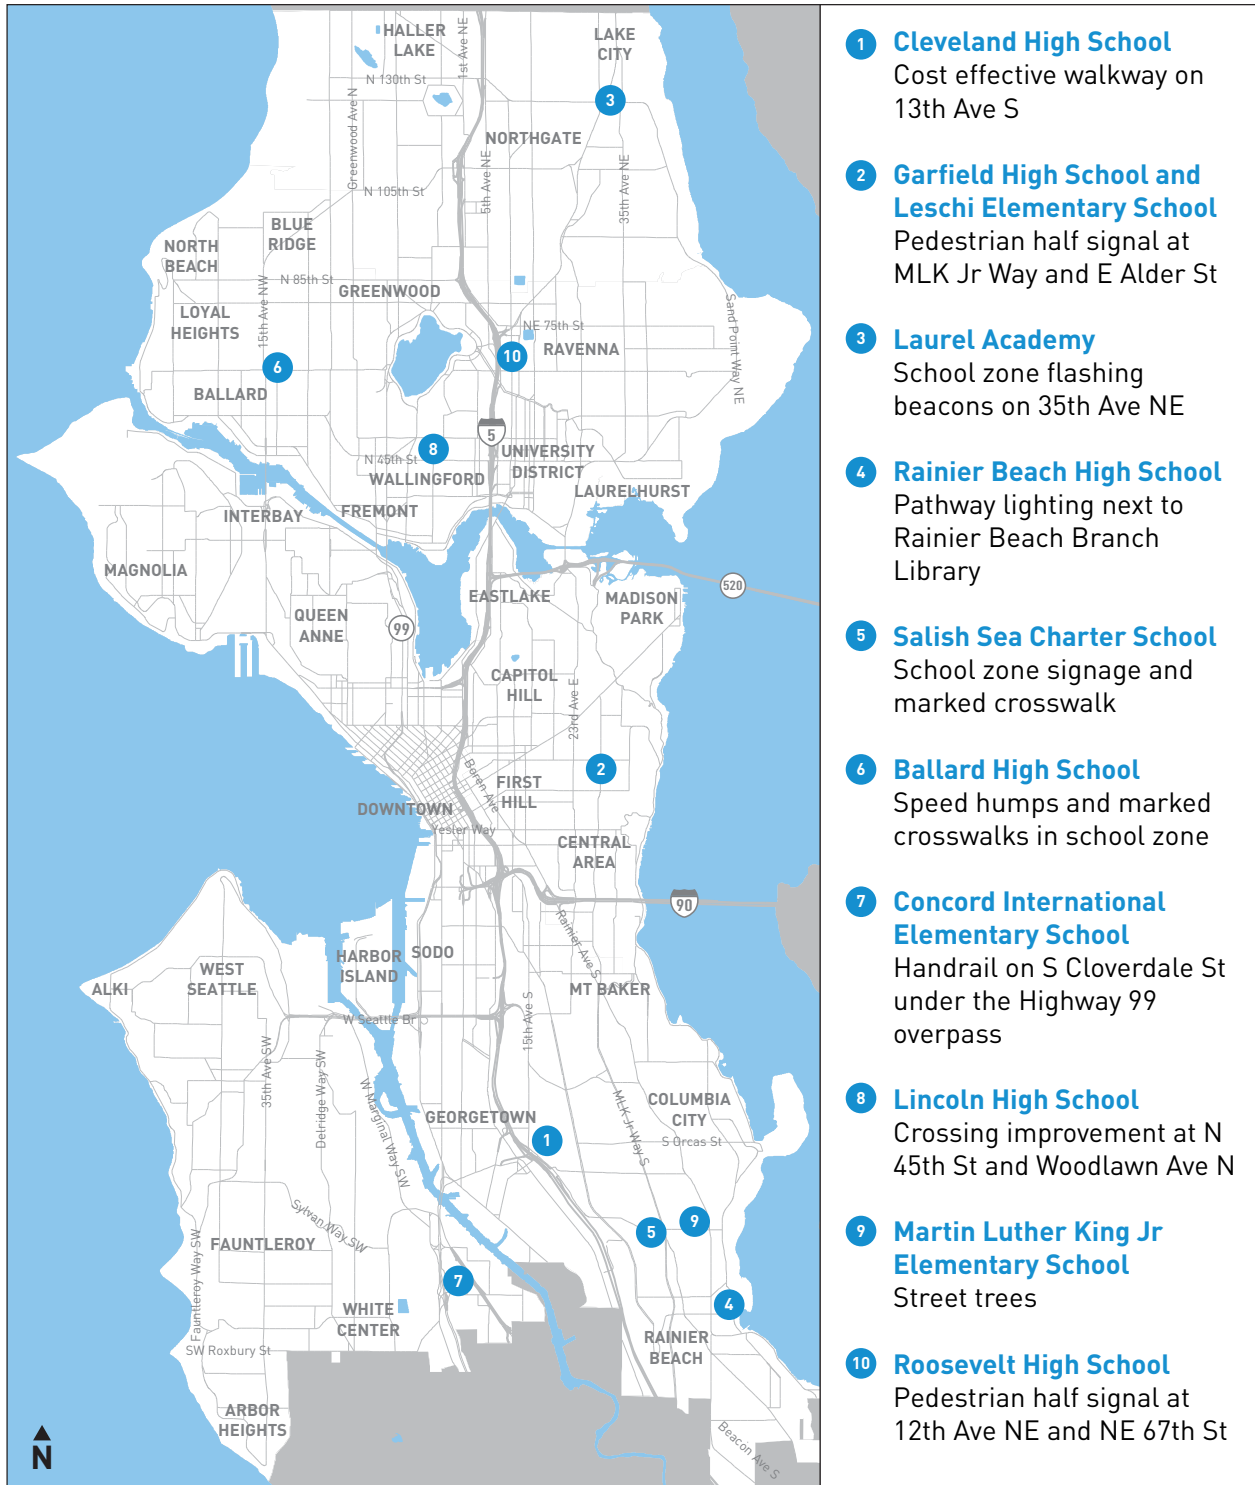 HALLER
LAKE
LAKE
CITY
1st Ave NE
N 130th St
3
Greenwood Ave N
NORTHGATE
5th Ave NE
35th Ave NE
N 105th St
BLUE
RIDGE
NORTH
BEACH
N 85th St
GREENWOOD
LOYAL
HEIGHTS
15th Ave NW
Sand Point Way NE
NE 75th St
RAVENNA
10
6
BALLARD
5
8
N 45th St
WALLINGFORD
UNIVERSITY
DISTRICT
LAURELHURST
INTERBAY
FREMONT
MAGNOLIA
520
EASTLAKE
MADISON
PARK
QUEEN
ANNE
99
CAPITOL
HILL
23rd Ave E
2
Boren Ave
FIRST
HILL
DOWNTOWN
Yesler Way
CENTRAL
AREA
90
Rainier Ave S
HARBOR
ISLAND
SODO
WEST
SEATTLE
ALKI
MT BAKER
W Seattle Br
15th Ave S
35th Ave SW
Delridge Way SW
W Marginal Way SW
MLK Jr Way S
COLUMBIA
CITY
GEORGETOWN
S Orcas St
1
Sylvan Way SW
9
5
FAUNTLEROY
Fauntleroy Way SW
7
4
WHITE
CENTER
RAINIER
BEACH
SW Roxbury St
ARBOR
HEIGHTS
Beacon Ave S
N
1 Cleveland High School
Cost effective walkway on
13th Ave S
2 Garfield High School and
Leschi Elementary School
Pedestrian half signal at
MLK Jr Way and E Alder St
3 Laurel Academy
School zone flashing
beacons on 35th Ave NE
4 Rainier Beach High School
Pathway lighting next to
Rainier Beach Branch
Library
5 Salish Sea Charter School
School zone signage and
marked crosswalk
6 Ballard High School
Speed humps and marked
crosswalks in school zone
7 Concord International
Elementary School
Handrail on S Cloverdale St
under the Highway 99
overpass
8 Lincoln High School
Crossing improvement at N
45th St and Woodlawn Ave N
9 Martin Luther King Jr
Elementary School
Street trees
10 Roosevelt High School
Pedestrian half signal at
12th Ave NE and NE 67th St